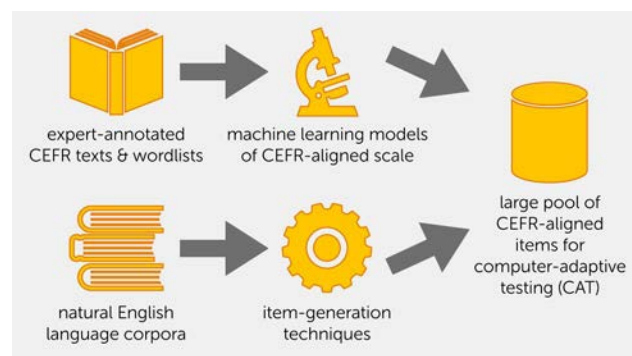 expert-annotated
CEFR texts & wordlists
machine learning models
of CEFR-aligned scale
large pool of
CEFR-aligned
items for
computer-adaptive
testing (CAT)
natural English
language corpora
item-generation
techniques